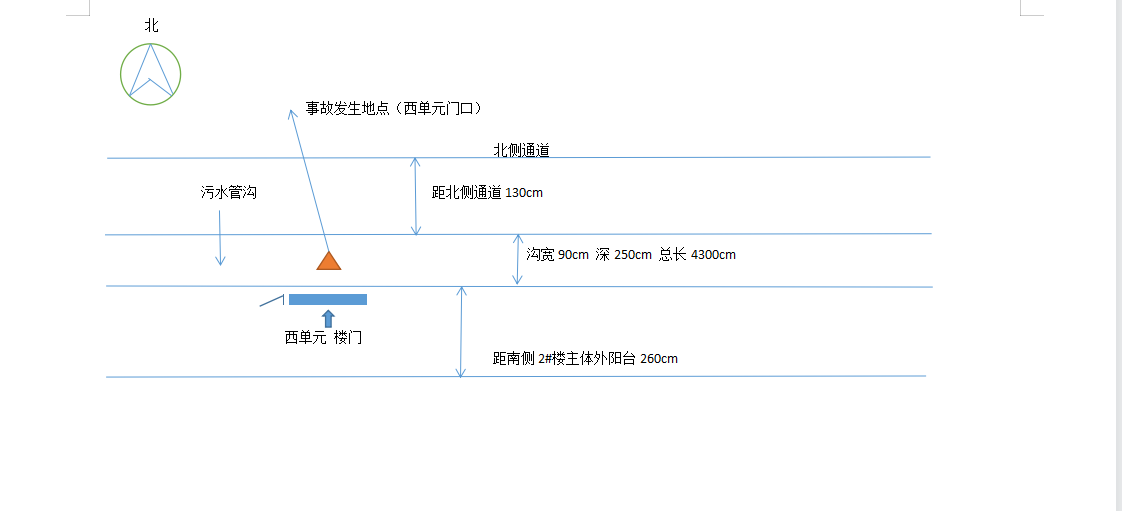 北
事故发生地点（西单元门口）
北侧通道
污水管沟
距北侧通道 130cm
沟宽 90cm 深 250cm 总长 4300cm
西单元 楼门
距南侧 2#楼主体外阳台 260cm